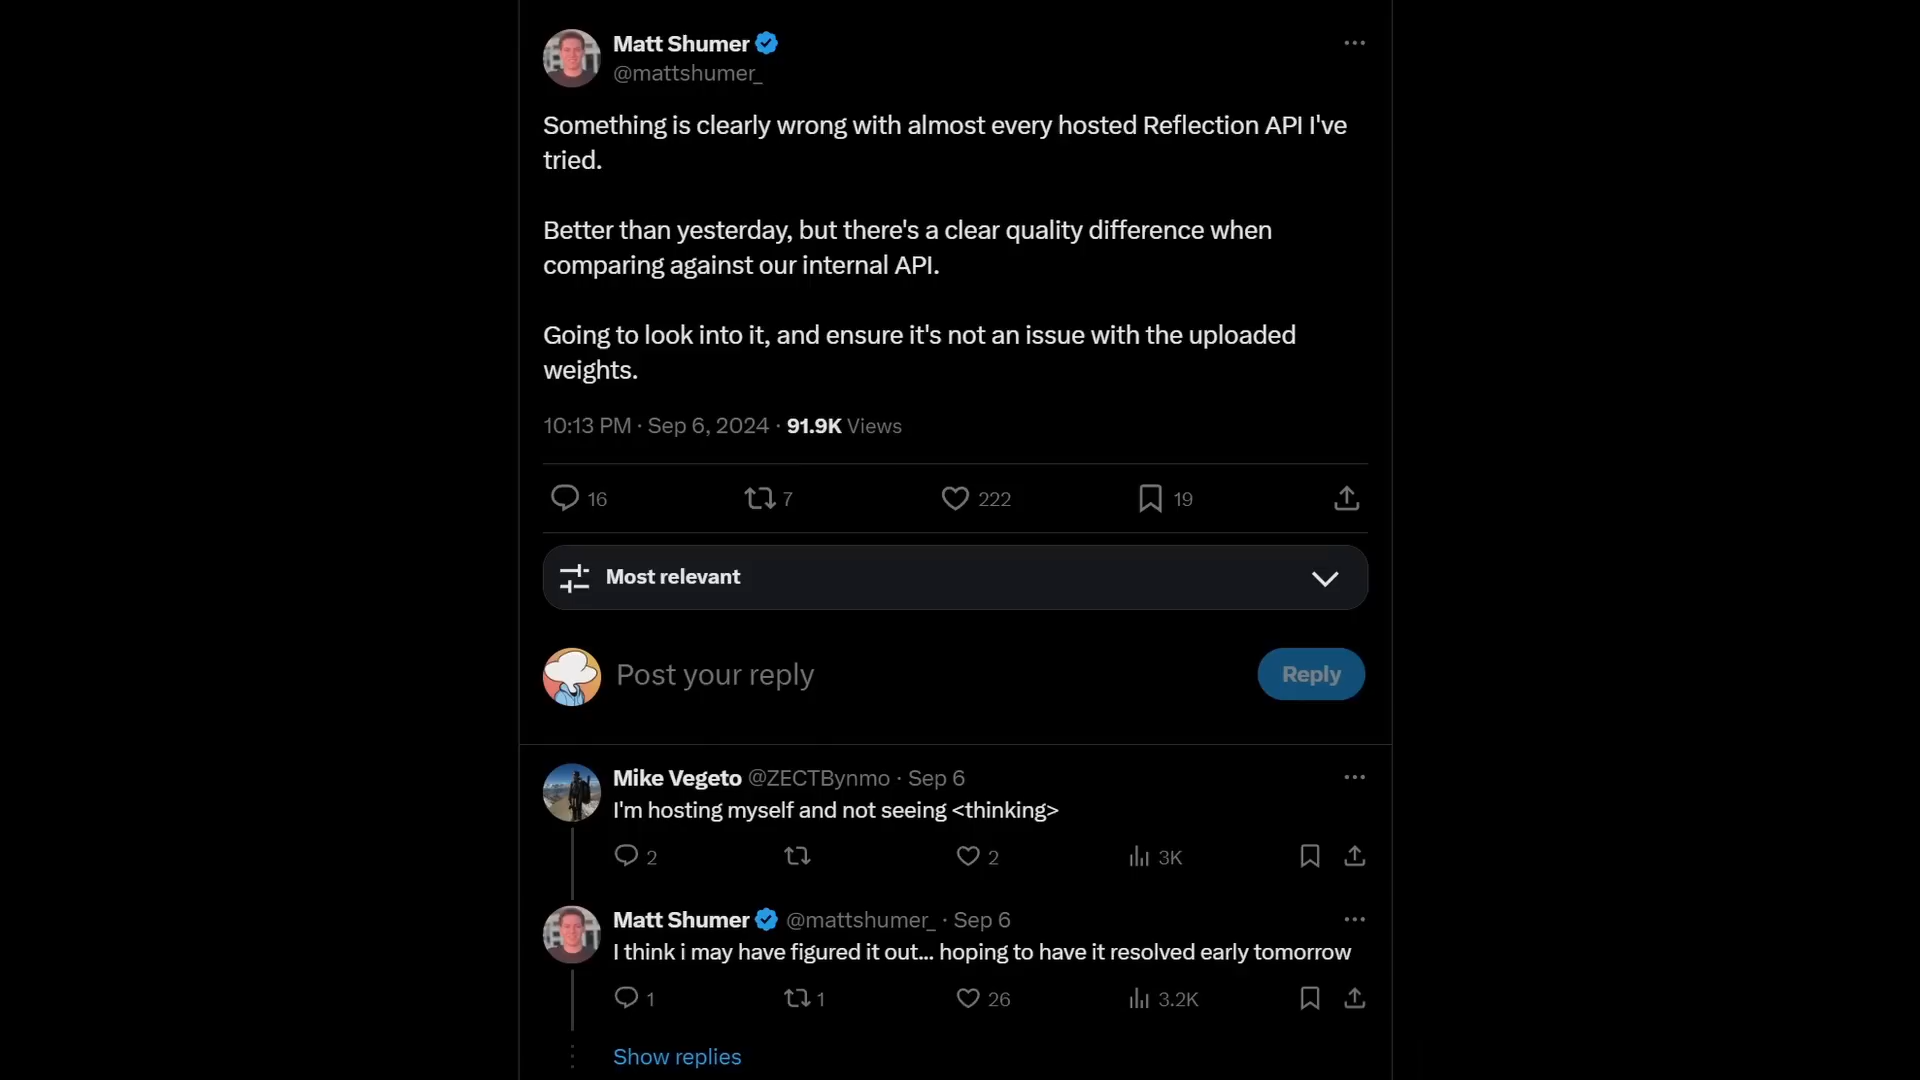 Matt Shumer
@mattshumer_
Something is clearly wrong with almost every hosted Reflection API I've
tried.
Better than yesterday, but there's a clear quality difference when
comparing against our internal API.
Going to look into it, and ensure it's not an issue with the uploaded
weights.
10:13 PM · Sep 6, 2024 · 91.9K Views
16 7 222 19
Most relevant
Post your reply Reply
Mike Vegeto @ZECTBynmo · Sep 6
I'm hosting myself and not seeing <thinking>
2 2 3K
Matt Shumer @mattshumer_ · Sep 6
I think i may have figured it out... hoping to have it resolved early tomorrow
1 1 26 3.2K
Show replies